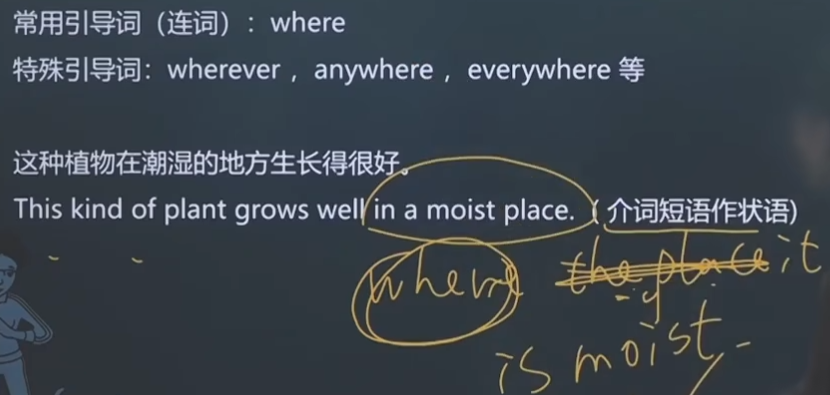 常用引导词（连词）：where
特殊引导词：wherever ，anywhere ，everywhere 等
这种植物在潮湿的地方生长得很好。
This kind of plant grows well in a moist place.（介词短语作状语)
where the place it
is moist.